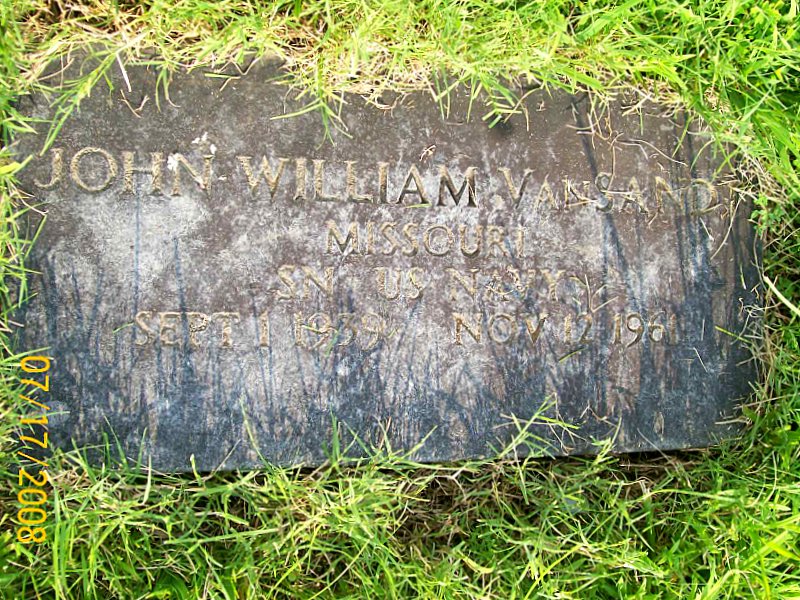 JOHN WILLIAM VANSAND
MISSOURI
SN US NAVY
SEPT 1 1939 NOV 12 1961
07/17/2008